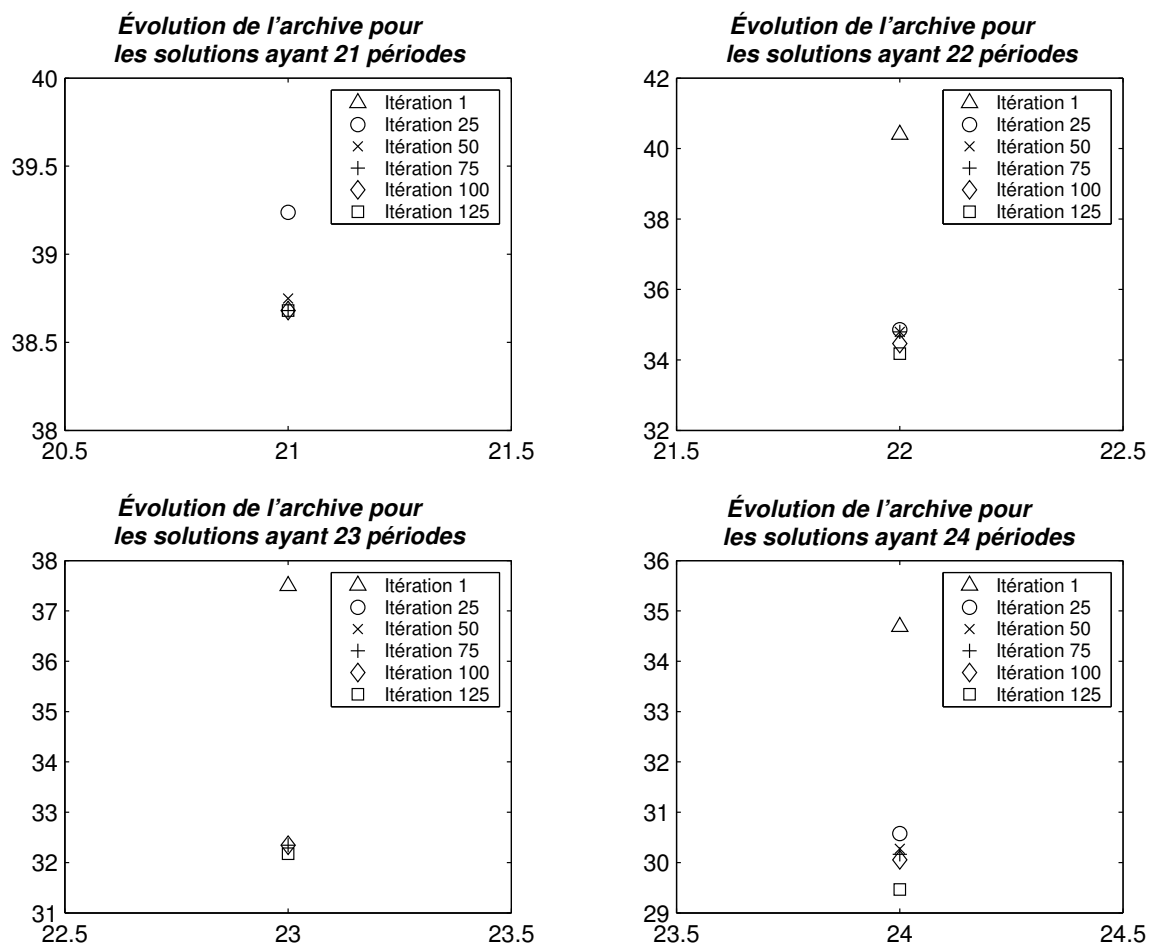 Évolution de l'archive pour
les solutions ayant 21 périodes
40
39.5
39
38.5
38
20.5
21
21.5
Itération 1
Itération 25
Itération 50
Itération 75
Itération 100
Itération 125
Évolution de l'archive pour
les solutions ayant 22 périodes
42
40
38
36
34
32
21.5
22
22.5
Itération 1
Itération 25
Itération 50
Itération 75
Itération 100
Itération 125
Évolution de l'archive pour
les solutions ayant 23 périodes
38
37
36
35
34
33
32
31
22.5
23
23.5
Itération 1
Itération 25
Itération 50
Itération 75
Itération 100
Itération 125
Évolution de l'archive pour
les solutions ayant 24 périodes
36
35
34
33
32
31
30
29
23.5
24
24.5
Itération 1
Itération 25
Itération 50
Itération 75
Itération 100
Itération 125